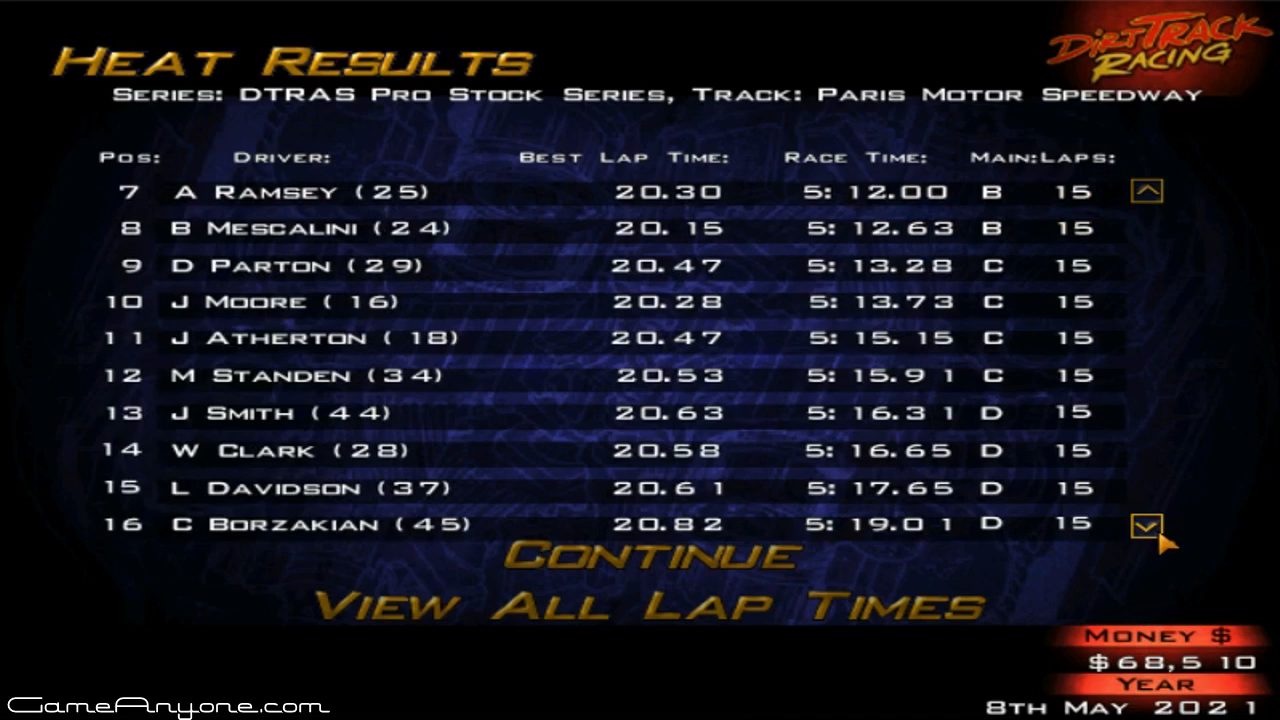 HEAT RESULTS
DIRT TRACK RACING
SERIES: DTRAS PRO STOCK SERIES, TRACK: PARIS MOTOR SPEEDWAY
POS: DRIVER: BEST LAP TIME: RACE TIME: MAIN: LAPS:
7 A RAMSEY (25) 20.30 5:12.00 B 15
8 B MESCALINI (24) 20.15 5:12.63 B 15
9 D PARTON (29) 20.47 5:13.28 C 15
10 J MOORE (16) 20.28 5:13.73 C 15
11 J ATHERTON (18) 20.47 5:15.15 C 15
12 M STANDEN (34) 20.53 5:15.91 C 15
13 J SMITH (44) 20.63 5:16.31 D 15
14 W CLARK (28) 20.58 5:16.65 D 15
15 L DAVIDSON (37) 20.61 5:17.65 D 15
16 C BORZAKIAN (45) 20.82 5:19.01 D 15
CONTINUE
VIEW ALL LAP TIMES
MONEY $
$68,510
YEAR
8TH MAY 2021
GameAnyone.com